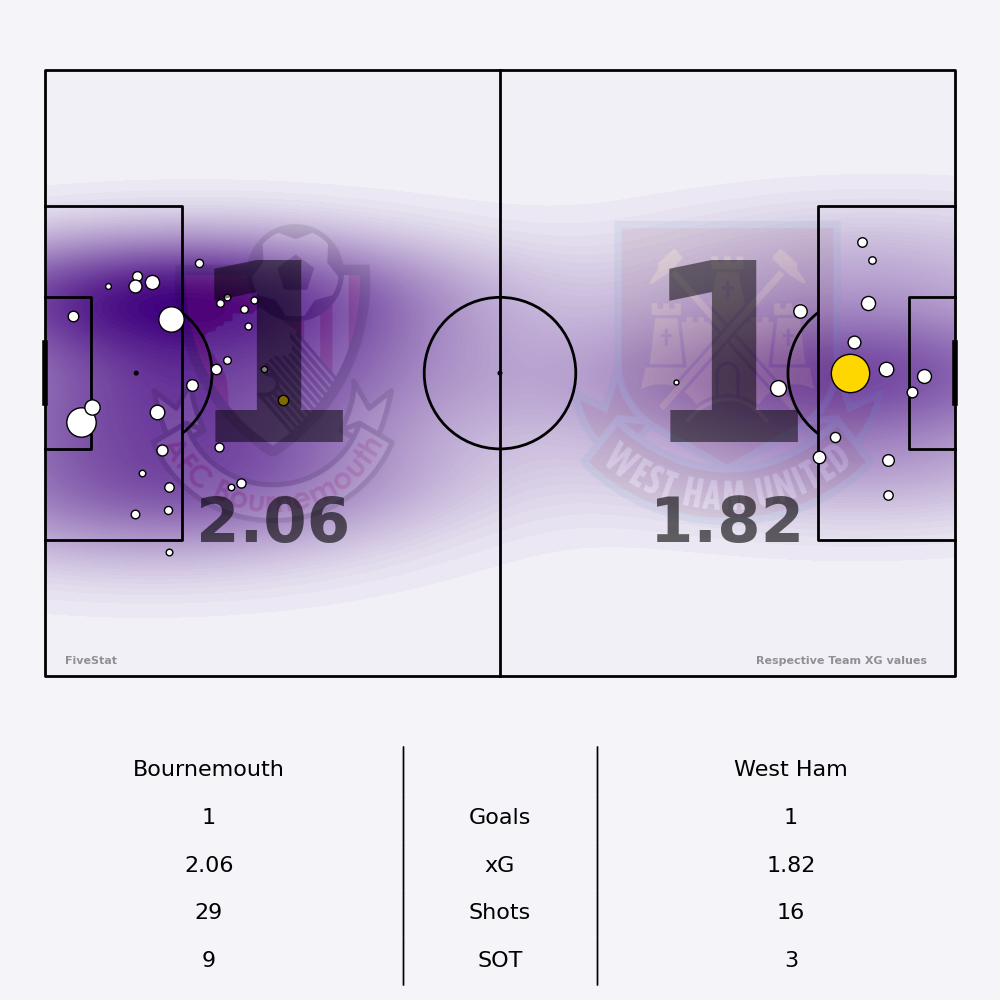 1 1
AFC Bournemouth
WEST HAM UNITED
2.06 1.82
FiveStat Respective Team XG values
Bournemouth West Ham
1 Goals 1
2.06 xG 1.82
29 Shots 16
9 SOT 3